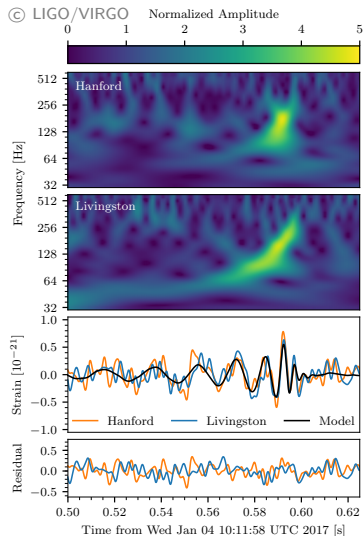 © LIGO/VIRGO
Normalized Amplitude
0 1 2 3 4 5
Frequency [Hz]
512
256
128
64
32
Hanford
512
256
128
64
32
Livingston
Strain [10⁻²¹]
1.0
0.5
0.0
−0.5
−1.0
Hanford Livingston Model
Residual
0.5
0.0
−0.5
0.50 0.52 0.54 0.56 0.58 0.60 0.62
Time from Wed Jan 04 10:11:58 UTC 2017 [s]